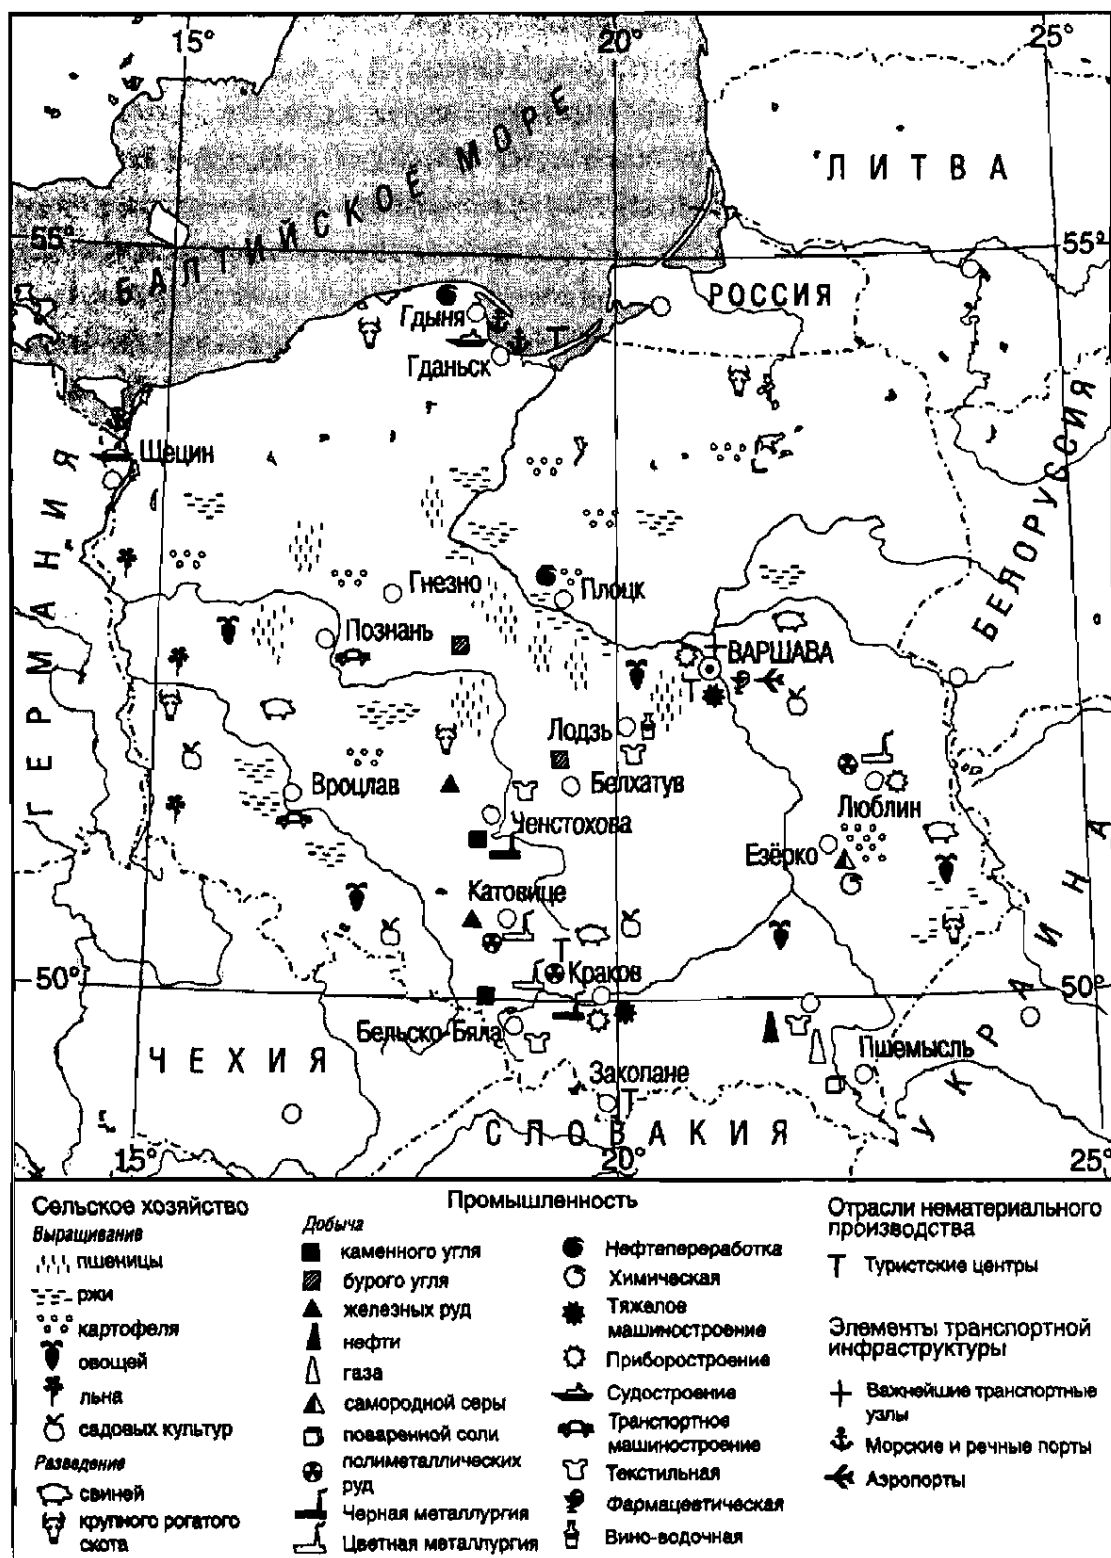 15°
20°
25°
БАЛТИЙСКОЕ МОРЕ
ЛИТВА
55°
55°
РОССИЯ
Гдыня
Гданьск
Щецин
ГЕРМАНИЯ
БЕЛОРУССИЯ
Гнезно
Плоцк
Познань
ВАРШАВА
Лодзь
Вроцлав
Белхатув
Ченстохова
Люблин
Езёрко
Катовице
Краков
50°
50°
Бельско-Бяла
Пшемысль
ЧЕХИЯ
Закопане
УКРАИНА
СЛОВАКИЯ
15°
20°
25°
Сельское хозяйство
Выращивание
пшеницы
ржи
картофеля
овощей
льна
садовых культур
Разведение
свиней
крупного рогатого
скота
Промышленность
Добыча
каменного угля
бурого угля
железных руд
нефти
газа
самородной серы
поваренной соли
полиметаллических
руд
Черная металлургия
Цветная металлургия
Нефтепереработка
Химическая
Тяжелое
машиностроение
Приборостроение
Судостроение
Транспортное
машиностроение
Текстильная
Фармацевтическая
Вино-водочная
Отрасли нематериального
производства
Туристские центры
Элементы транспортной
инфраструктуры
Важнейшие транспортные
узлы
Морские и речные порты
Аэропорты